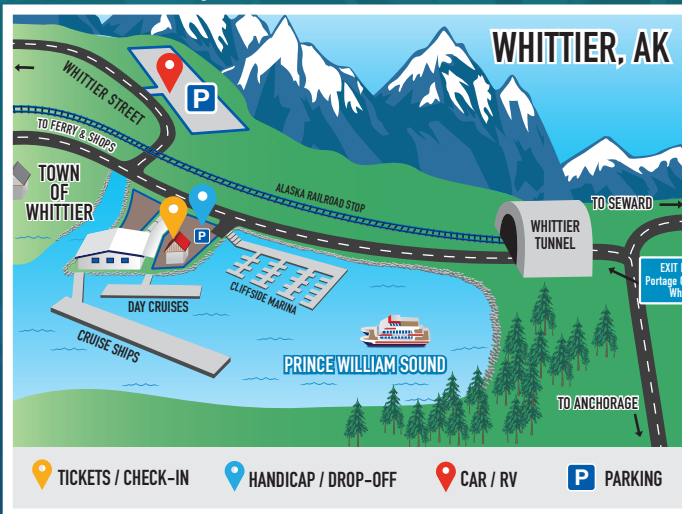 WHITTIER, AK
WHITTIER STREET
P
TO FERRY & SHOPS
TOWN
OF
WHITTIER
ALASKA RAILROAD STOP
TO SEWARD
WHITTIER
TUNNEL
P
EXIT
Portage
Wh
CLIFFSIDE MARINA
DAY CRUISES
CRUISE SHIPS
PRINCE WILLIAM SOUND
TO ANCHORAGE
TICKETS / CHECK-IN
HANDICAP / DROP-OFF
CAR / RV
P PARKING